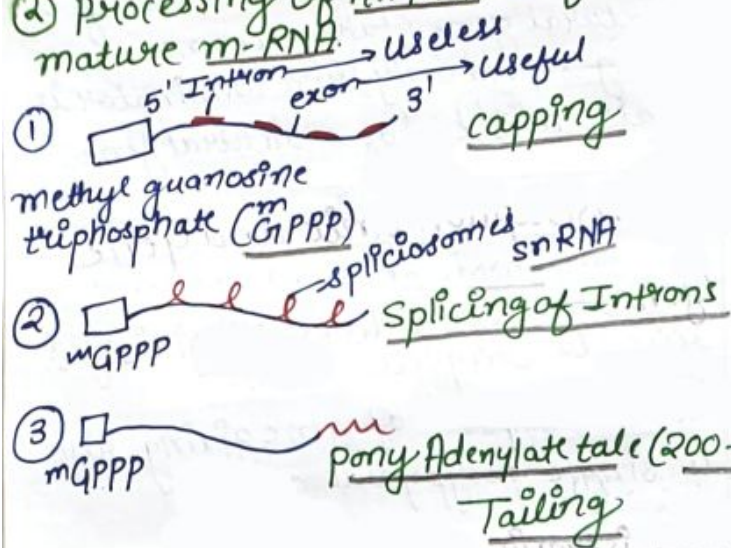 ② Processing of
mature m-RNA.
5' Intron → Useless
exon → Useful
3'
① Capping
methyl guanosine
triphosphate (mGPPP)
spliciosomes
snRNA
② Splicing of Introns
mGPPP
③
mGPPP
pony Adenylate tale (200-
Tailing